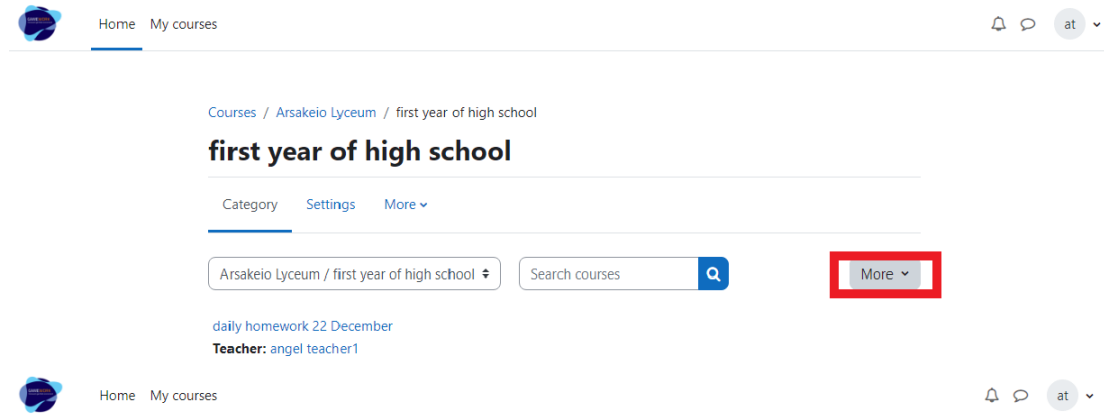 Home My courses at
Courses / Arsakeio Lyceum / first year of high school
first year of high school
Category Settings More
Arsakeio Lyceum / first year of high school Search courses More
daily homework 22 December
Teacher: angel teacher1
Home My courses at